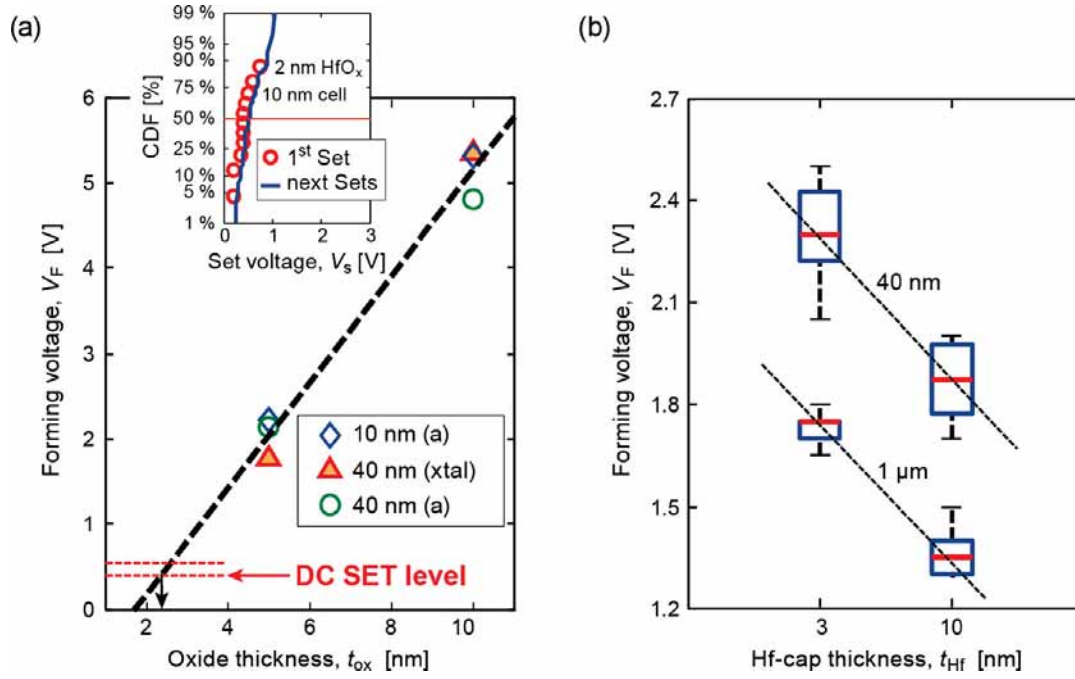 (a)
99 %
95 %
90 %
75 %
50 %
25 %
10 %
5 %
1 %
CDF [%]
2 nm HfOₓ
10 nm cell
1ˢᵗ Set
next Sets
0 1 2 3
Set voltage, Vₛ [V]
6
5
4
3
2
1
0
Forming voltage, V_F [V]
10 nm (a)
40 nm (xtal)
40 nm (a)
DC SET level
2 4 6 8 10
Oxide thickness, tₒₓ [nm]
(b)
2.7
2.4
2.1
1.8
1.5
1.2
Forming voltage, V_F [V]
40 nm
1 µm
3 10
Hf-cap thickness, t_Hf [nm]